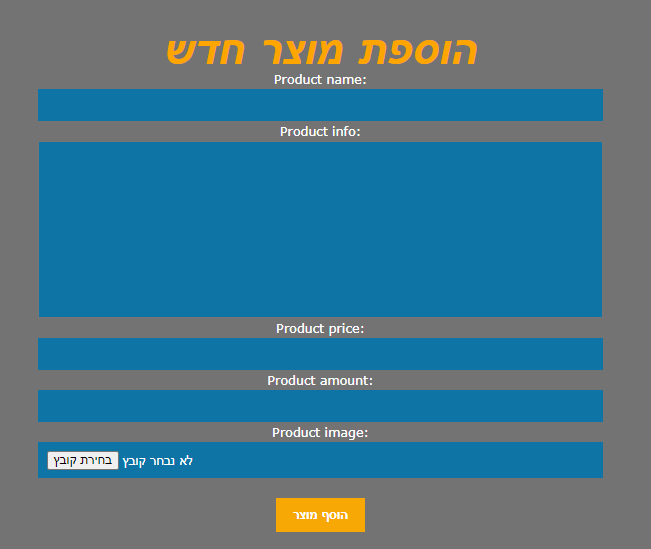 הוספת מוצר חדש
Product name:
Product info:
Product price:
Product amount:
Product image:
בחירת קובץ לא נבחר קובץ
הוסף מוצר